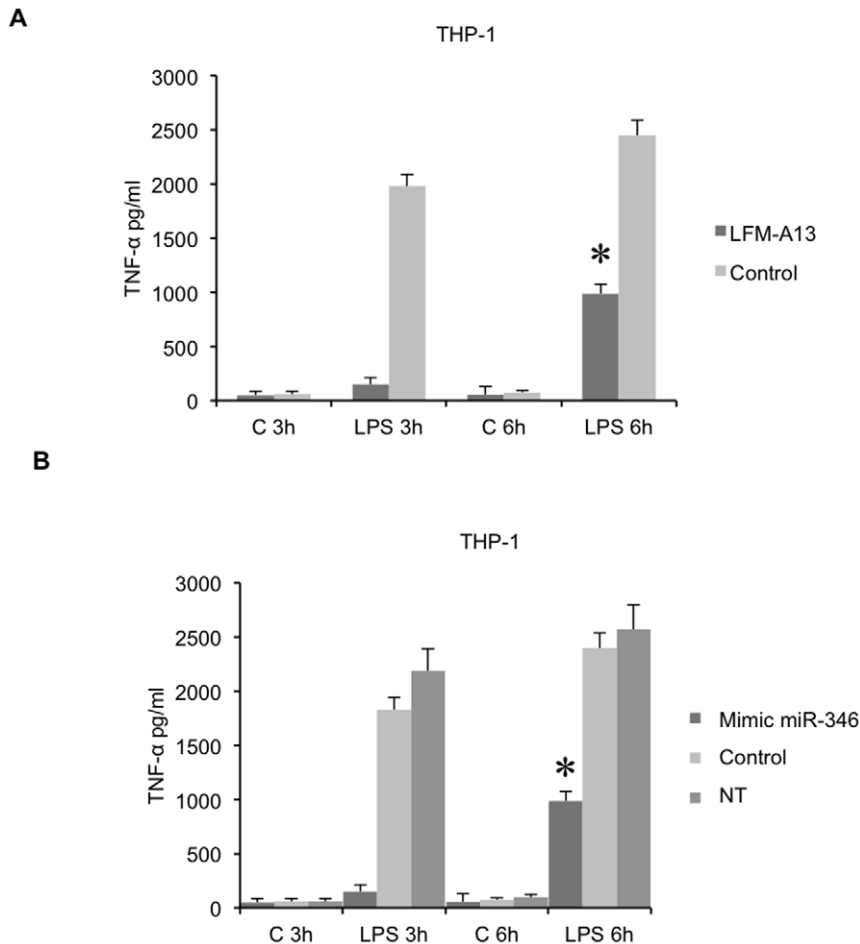 A
THP-1
TNF-α pg/ml
3000
2500
2000
1500
1000
500
0
*
C 3h LPS 3h C 6h LPS 6h
LFM-A13
Control
B
THP-1
TNF-α pg/ml
3000
2500
2000
1500
1000
500
0
*
C 3h LPS 3h C 6h LPS 6h
Mimic miR-346
Control
NT